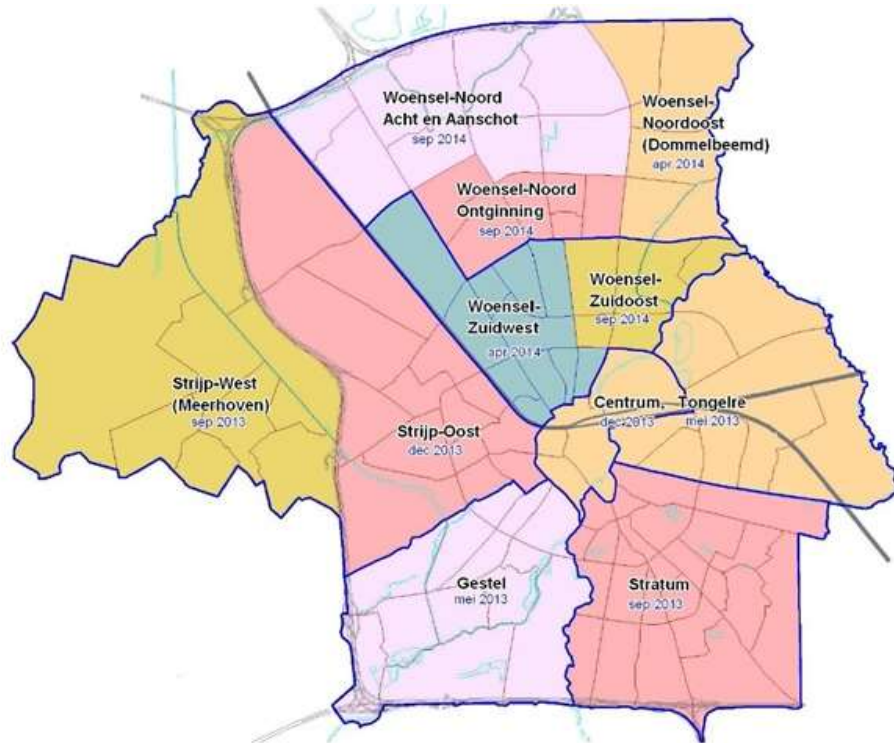 Woensel-Noord
Acht en Aanschot
sep 2014
Woensel-
Noordoost
(Dommelbeemd)
apr 2014
Woensel-Noord
Ontginning
sep 2014
Woensel-
Zuidoost
sep 2014
Woensel-
Zuidwest
apr 2014
Strijp-West
(Meerhoven)
sep 2013
Strijp-Oost
dec 2013
Centrum,
dec 2013
Tongelre
mei 2013
Gestel
mei 2013
Stratum
sep 2013